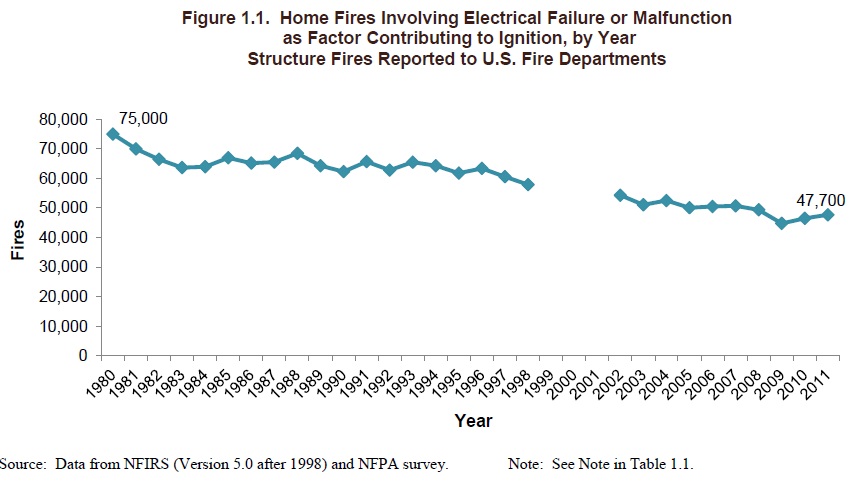 Figure 1.1. Home Fires Involving Electrical Failure or Malfunction
as Factor Contributing to Ignition, by Year
Structure Fires Reported to U.S. Fire Departments
80,000
75,000
70,000
60,000
50,000
47,700
40,000
30,000
20,000
10,000
0
Fires
1980 1981 1982 1983 1984 1985 1986 1987 1988 1989 1990 1991 1992 1993 1994 1995 1996 1997 1998 1999 2000 2001 2002 2003 2004 2005 2006 2007 2008 2009 2010 2011
Year
Source: Data from NFIRS (Version 5.0 after 1998) and NFPA survey. Note: See Note in Table 1.1.